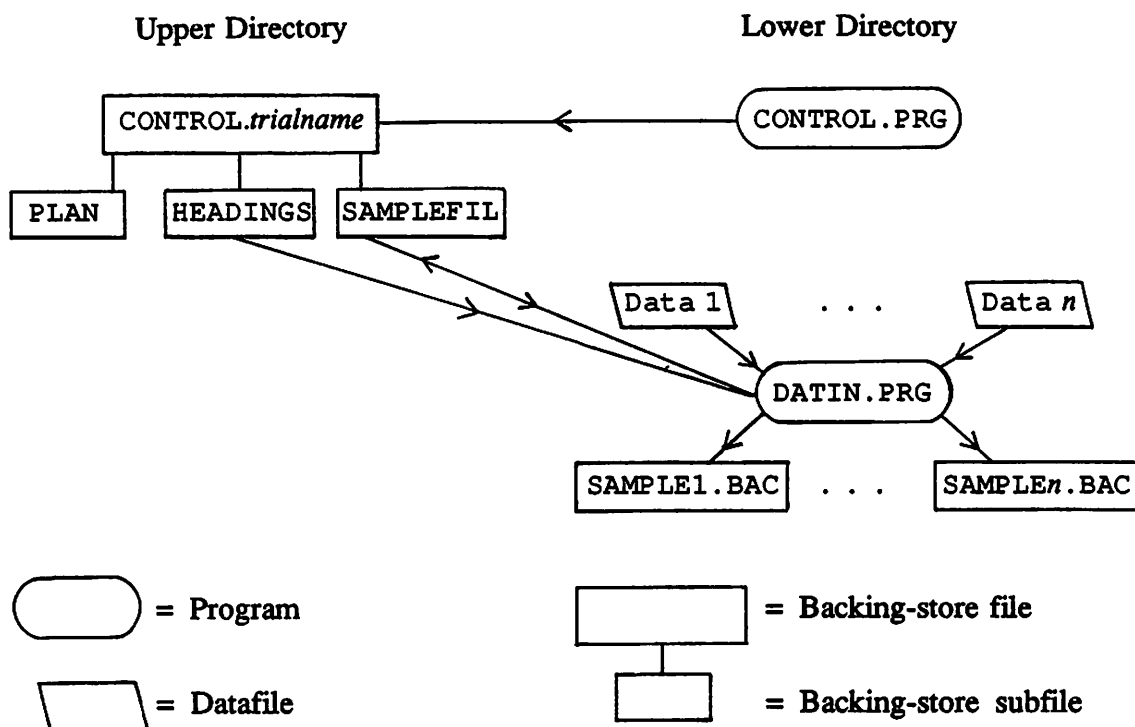 Upper Directory Lower Directory
CONTROL.trialname CONTROL.PRG
PLAN HEADINGS SAMPLEFIL
Data 1 . . . Data n
DATIN.PRG
SAMPLE1.BAC . . . SAMPLEn.BAC
= Program = Backing-store file
= Datafile = Backing-store subfile